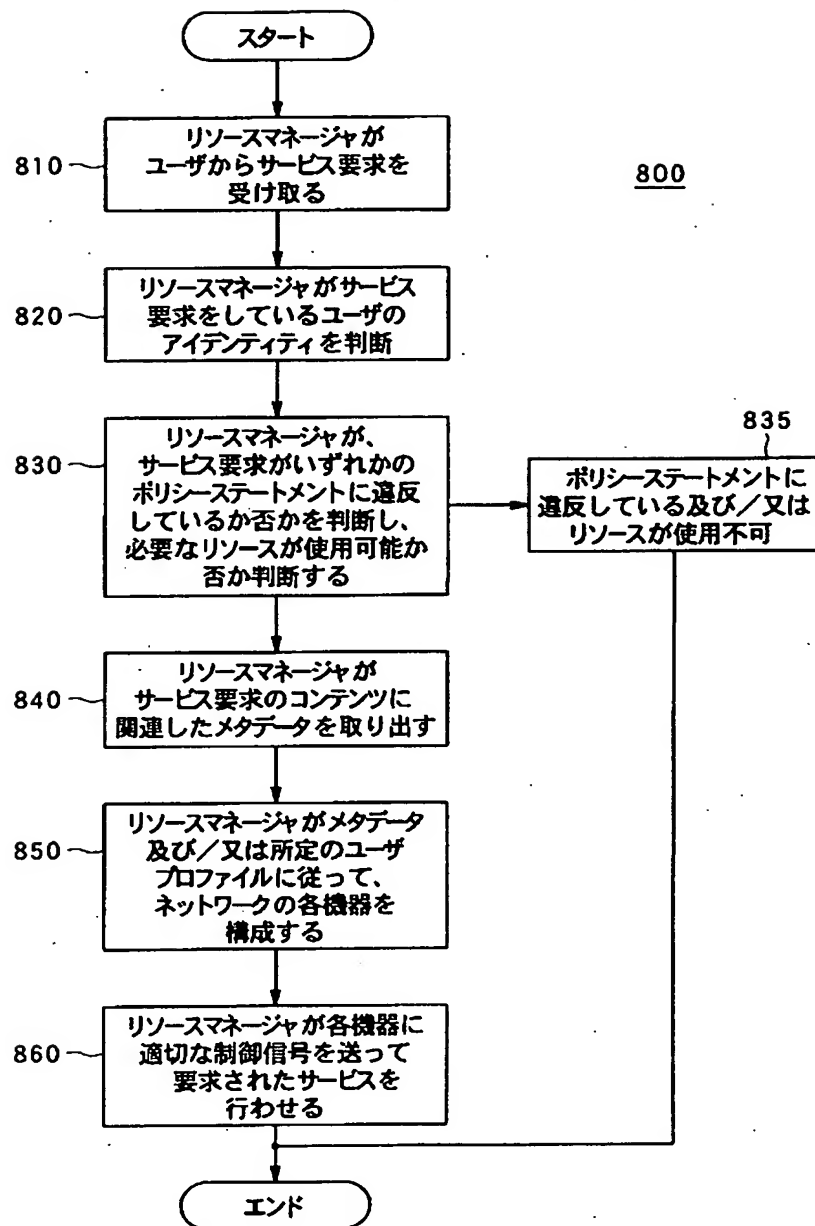 スタート
810
リソースマネージャが
ユーザからサービス要求を
受け取る
800
820
リソースマネージャがサービス
要求をしているユーザの
アイデンティティを判断
830
リソースマネージャが、
サービス要求がいずれかの
ポリシーステートメントに違反
しているか否かを判断し、
必要なリソースが使用可能か
否か判断する
835
ポリシーステートメントに
違反している及び/又は
リソースが使用不可
840
リソースマネージャが
サービス要求のコンテンツに
関連したメタデータを取り出す
850
リソースマネージャがメタデータ
及び/又は所定のユーザ
プロファイルに従って、
ネットワークの各機器を
構成する
860
リソースマネージャが各機器に
適切な制御信号を送って
要求されたサービスを
行わせる
エンド